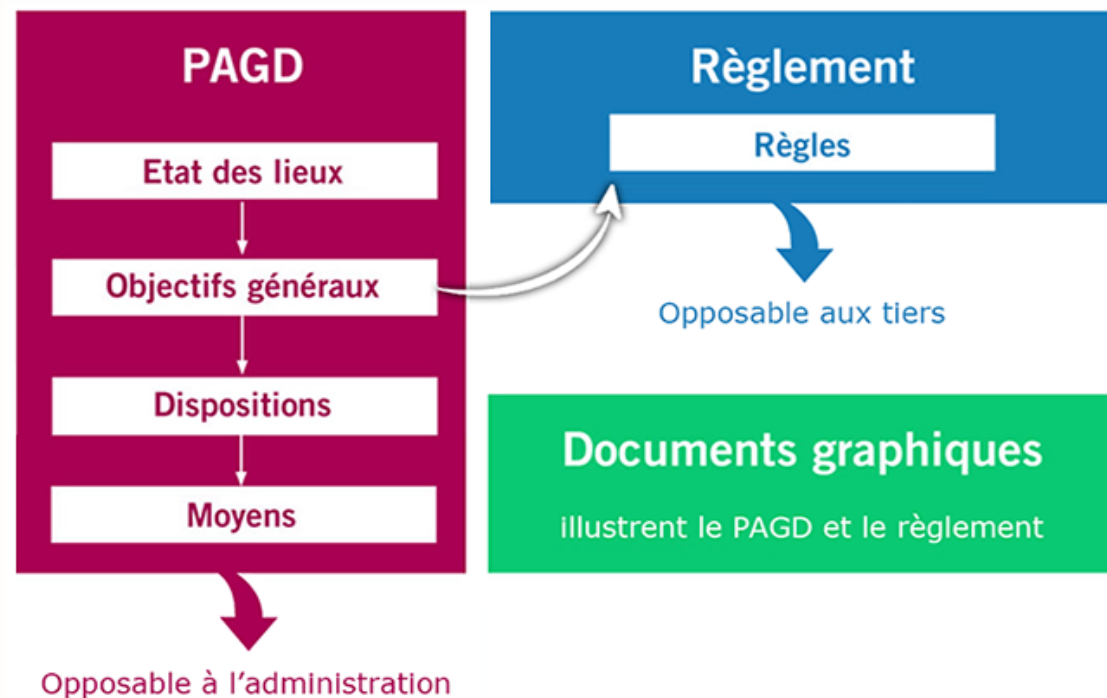 PAGD
Etat des lieux
Objectifs généraux
Dispositions
Moyens
Opposable à l'administration
Règlement
Règles
Opposable aux tiers
Documents graphiques
illustrent le PAGD et le règlement